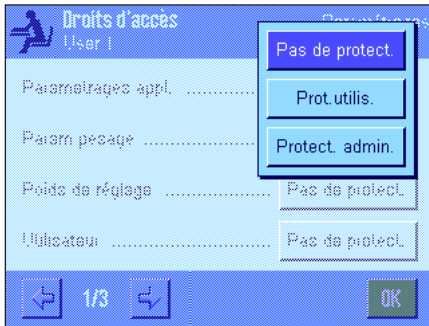 Droits d'accès
User 1
Pas de protect.
Prot.utilis.
Protect. admin.
Paramétrages appl. ..............
Param pesage ..............
Poids de réglage .................. Pas de protect.
Utilisateur ........................... Pas de protect.
1/3
OK